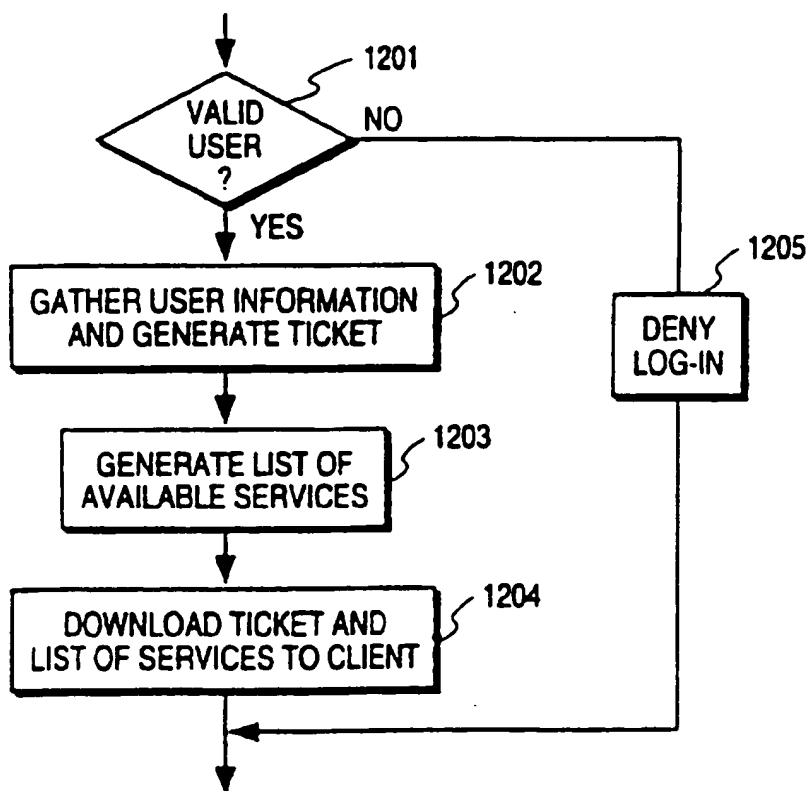 1201
VALID
USER
?
NO
YES
1202
GATHER USER INFORMATION
AND GENERATE TICKET
1205
DENY
LOG-IN
1203
GENERATE LIST OF
AVAILABLE SERVICES
1204
DOWNLOAD TICKET AND
LIST OF SERVICES TO CLIENT